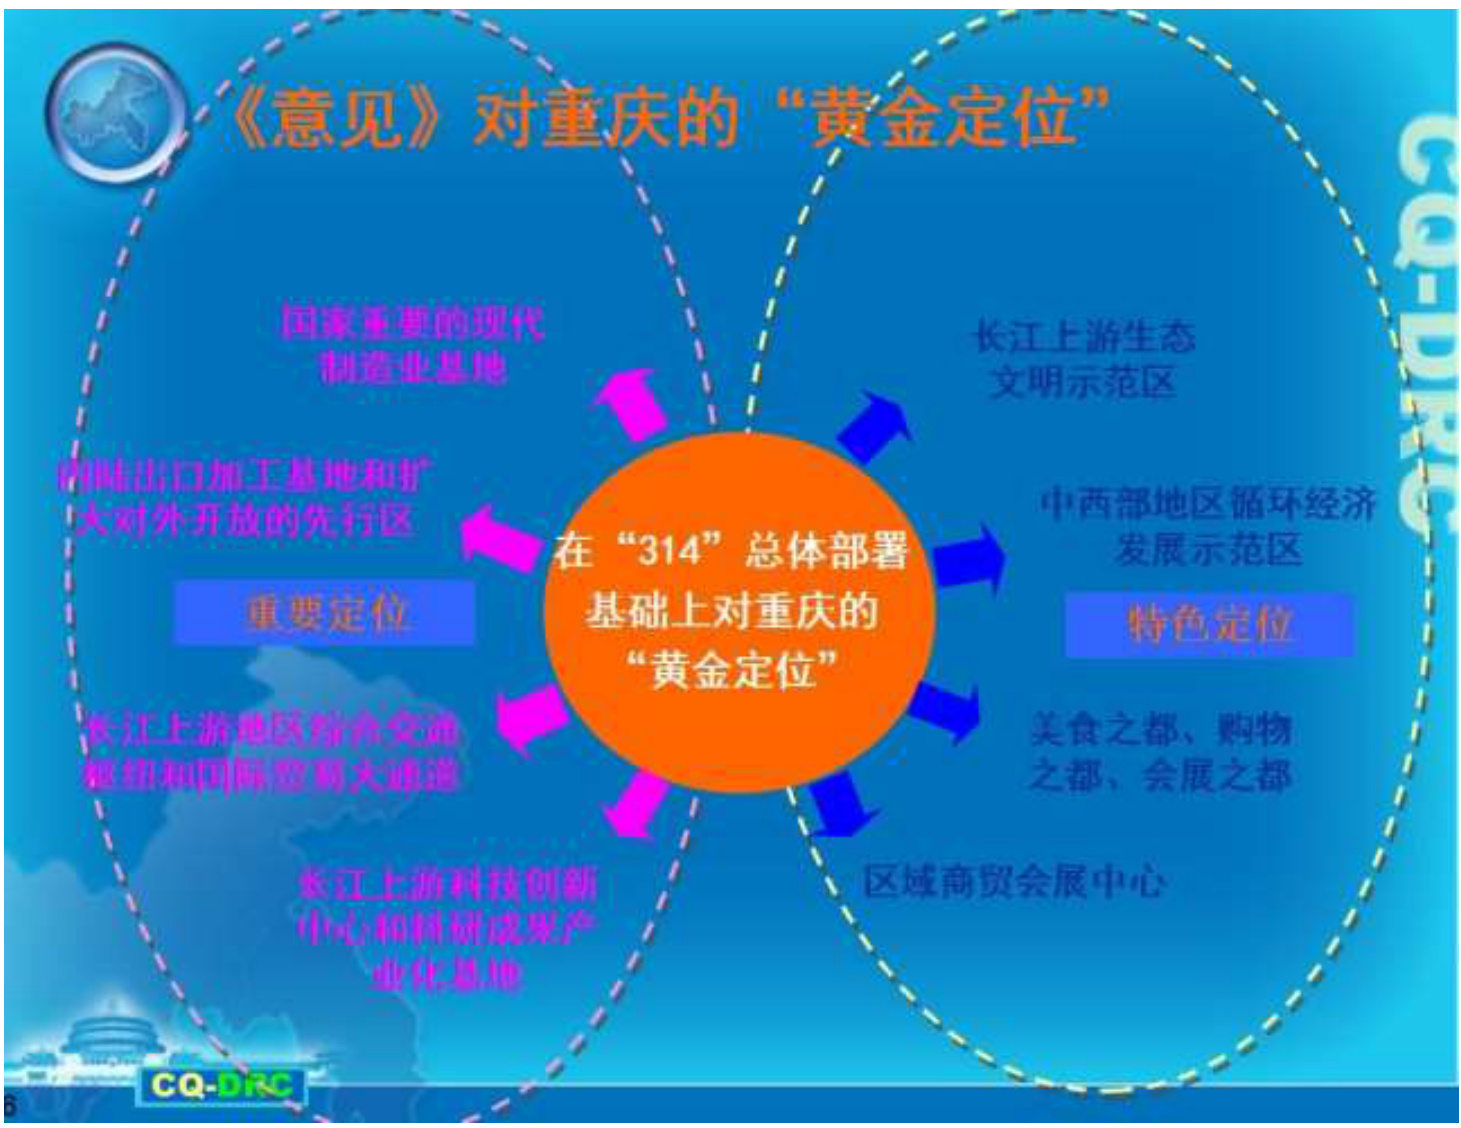 《意见》对重庆的“黄金定位”
国家重要的现代
制造业基地
内陆出口加工基地和扩
大对外开放的先行区
重要定位
长江上游地区综合交通
枢纽和国际贸易大通道
长江上游科技创新
中心和科研成果产
业化基地
在“314”总体部署
基础上对重庆的
“黄金定位”
长江上游生态
文明示范区
中西部地区循环经济
发展示范区
特色定位
美食之都、购物
之都、会展之都
区域商贸会展中心
CQ-DRC
CQ-DRC
6